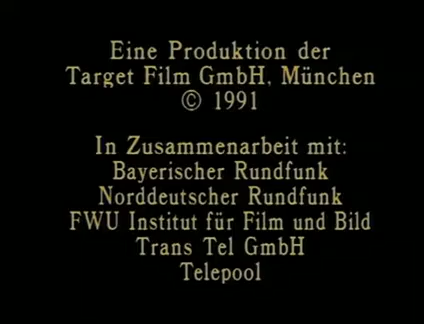 Eine Produktion der
Target Film GmbH, München
© 1991
In Zusammenarbeit mit:
Bayerischer Rundfunk
Norddeutscher Rundfunk
FWU Institut für Film und Bild
Trans Tel GmbH
Telepool